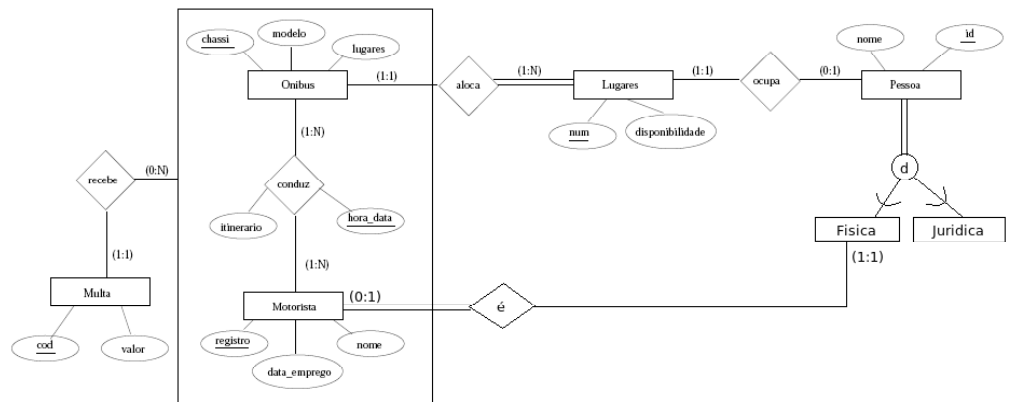 chassi
modelo
lugares
nome
id
Onibus
(1:1)
aloca
(1:N)
Lugares
(1:1)
ocupa
(0:1)
Pessoa
num
disponibilidade
(1:N)
recebe
(0:N)
conduz
d
itinerario
hora_data
Fisica
Juridica
(1:1)
(1:N)
(1:1)
Multa
Motorista
(0:1)
é
cod
valor
registro
nome
data_emprego